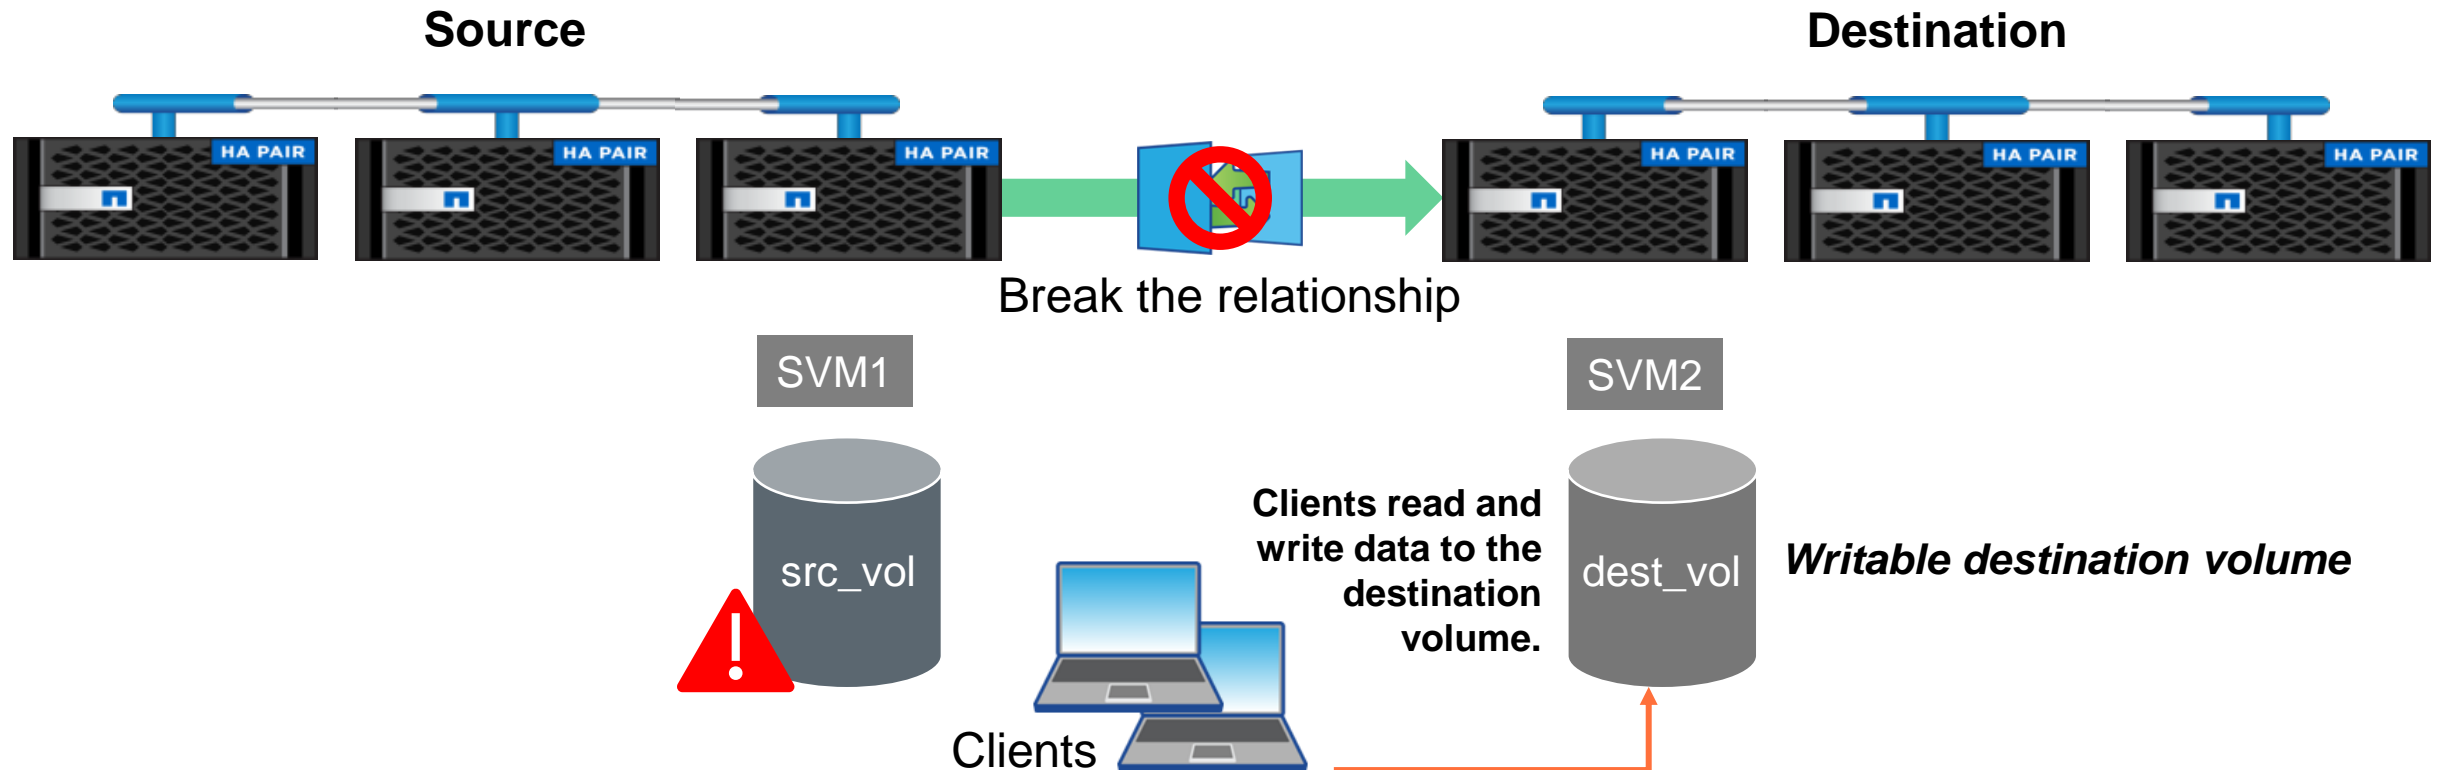 Source
Destination
HA PAIR
HA PAIR
HA PAIR
HA PAIR
HA PAIR
HA PAIR
Break the relationship
SVM1
SVM2
src_vol
Clients read and
write data to the
destination
volume.
dest_vol
Writable destination volume
Clients